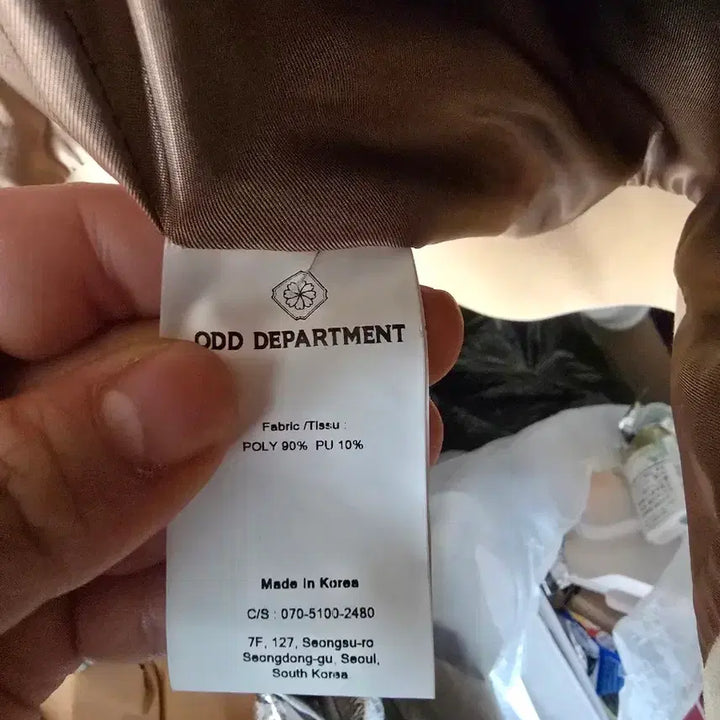 ODD DEPARTMENT
Fabric /Tissu :
POLY 90% PU 10%
Made In Korea
C/S : 070-5100-2480
7F, 127, Seongsu-ro
Seongdong-gu, Seoul,
South Korea